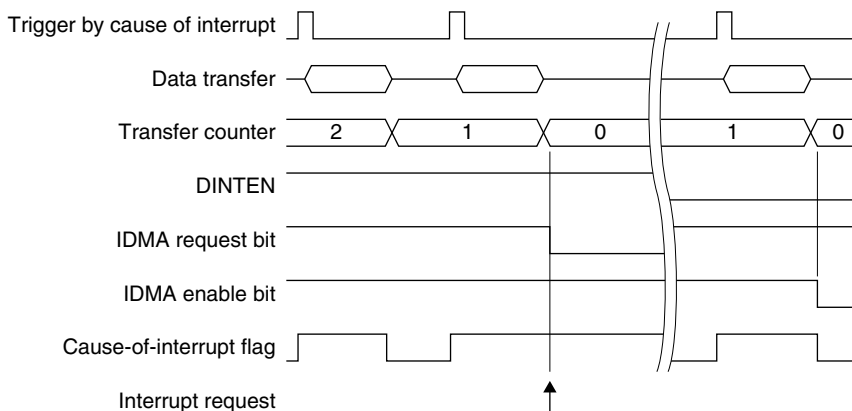 Trigger by cause of interrupt
Data transfer
Transfer counter 2 1 0 1 0
DINTEN
IDMA request bit
IDMA enable bit
Cause-of-interrupt flag
Interrupt request